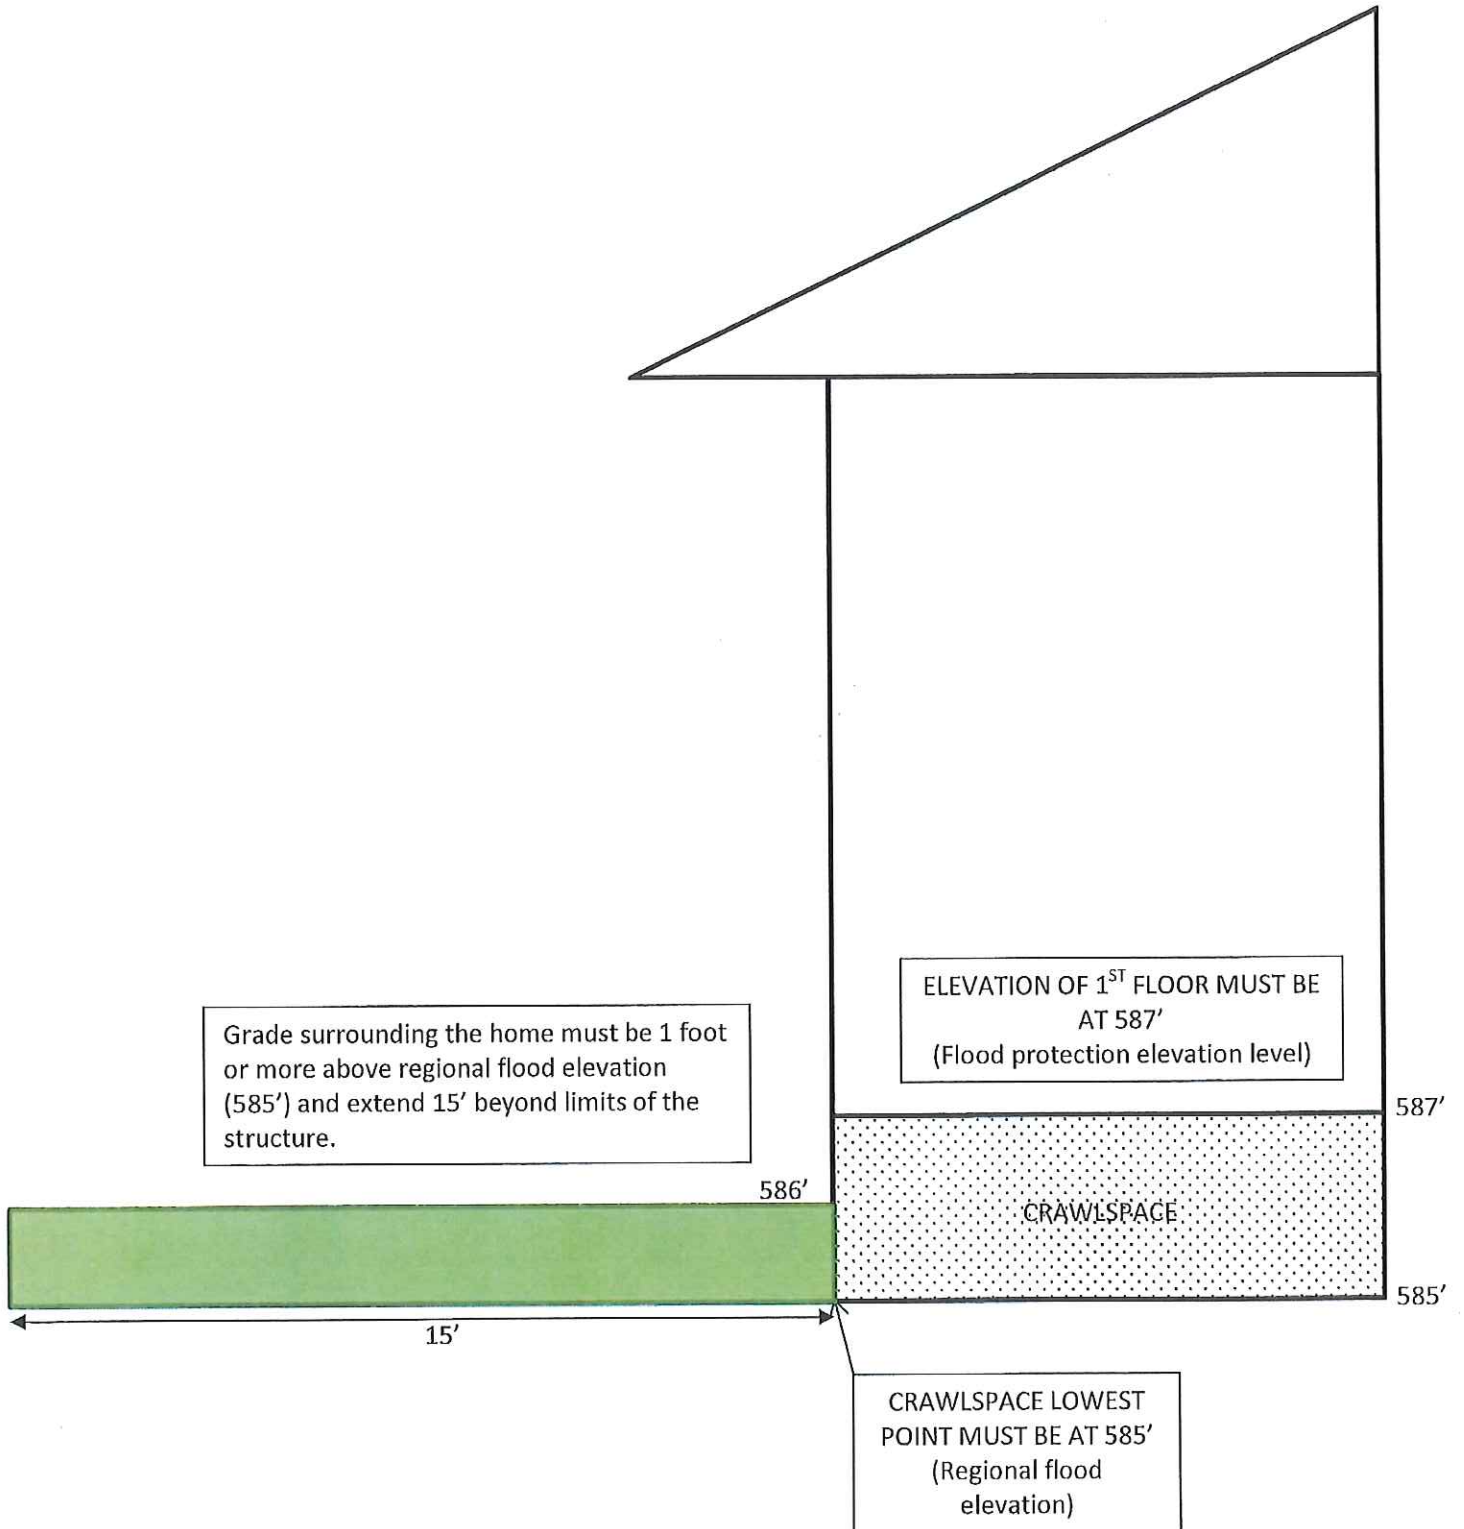 ELEVATION OF 1ST FLOOR MUST BE
AT 587'
(Flood protection elevation level)
Grade surrounding the home must be 1 foot
or more above regional flood elevation
(585') and extend 15' beyond limits of the
structure.
587'
586'
CRAWLSPACE
585'
15'
CRAWLSPACE LOWEST
POINT MUST BE AT 585'
(Regional flood
elevation)